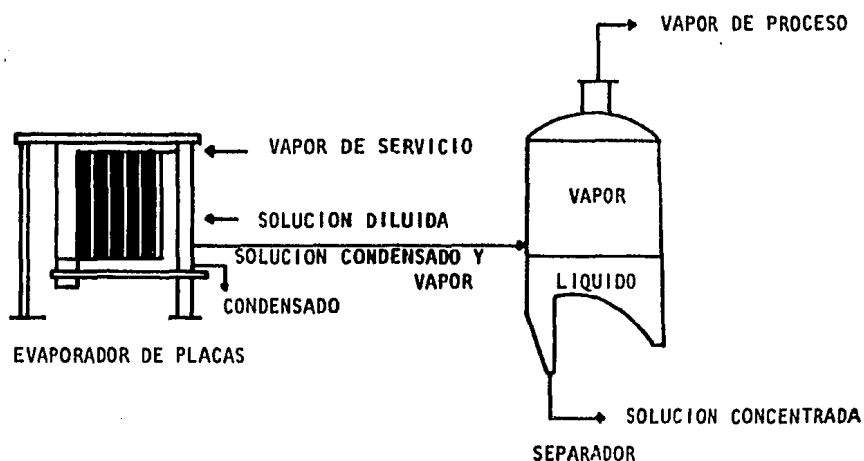 VAPOR DE PROCESO
VAPOR DE SERVICIO
VAPOR
SOLUCION DILUIDA
SOLUCION CONDENSADO Y
VAPOR
LIQUIDO
CONDENSADO
EVAPORADOR DE PLACAS
SOLUCION CONCENTRADA
SEPARADOR